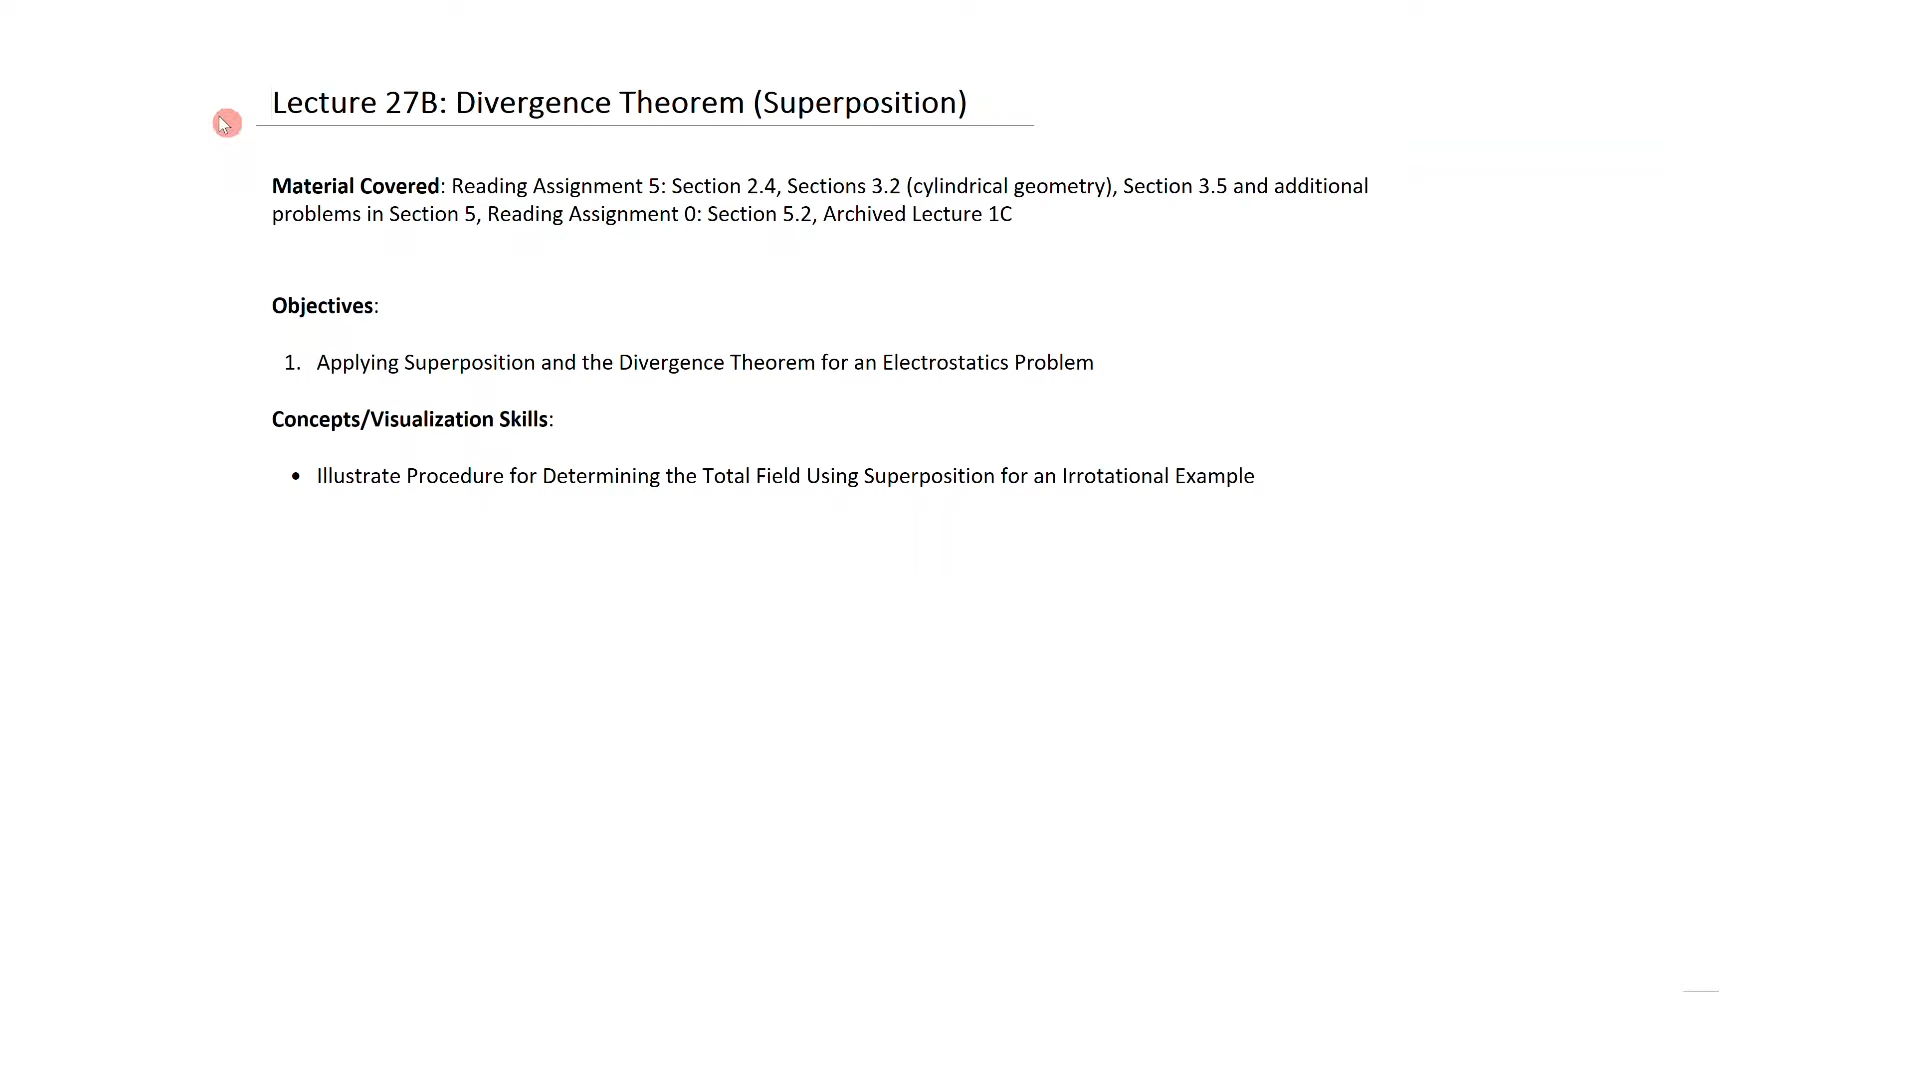 Lecture 27B: Divergence Theorem (Superposition)
Material Covered: Reading Assignment 5: Section 2.4, Sections 3.2 (cylindrical geometry), Section 3.5 and additional
problems in Section 5, Reading Assignment 0: Section 5.2, Archived Lecture 1C
Objectives:
1. Applying Superposition and the Divergence Theorem for an Electrostatics Problem
Concepts/Visualization Skills:
• Illustrate Procedure for Determining the Total Field Using Superposition for an Irrotational Example